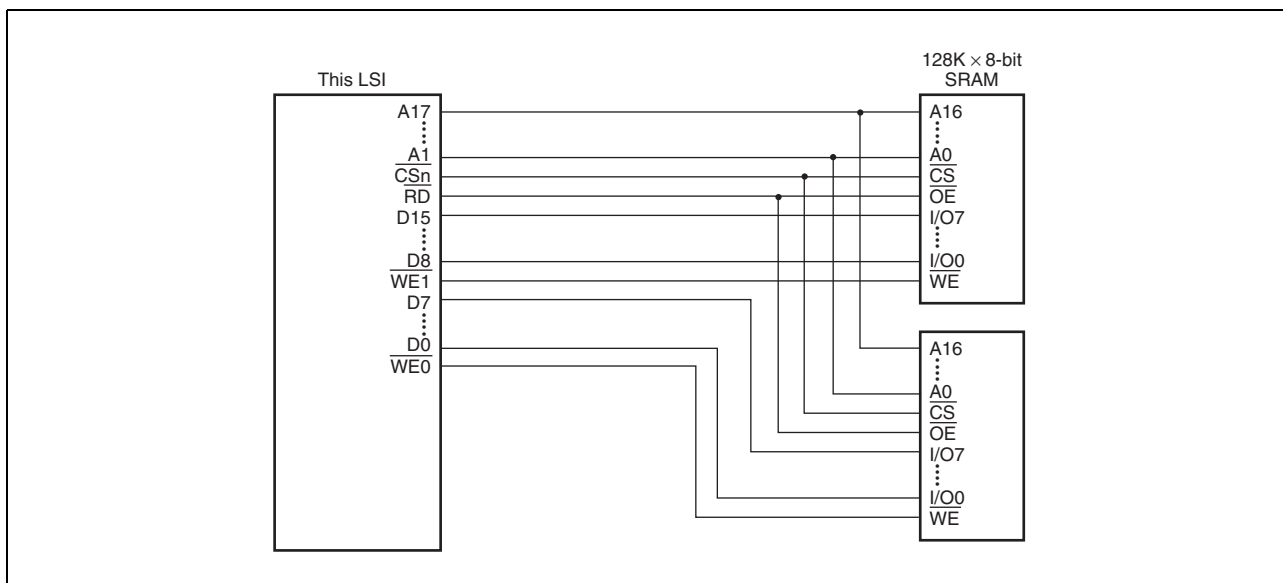 This LSI
A17
A1
CSn
RD
D15
D8
WE1
D7
D0
WE0
128K × 8-bit
SRAM
A16
A0
CS
OE
I/O7
I/O0
WE
A16
A0
CS
OE
I/O7
I/O0
WE